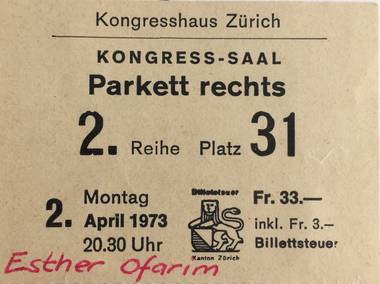 Kongresshaus Zürich
KONGRESS-SAAL
Parkett rechts
2. Reihe Platz 31
2. Montag
April 1973
20.30 Uhr
Billetsteuer
Kanton Zürich
Fr. 33.—
inkl. Fr. 3.-
Billettsteuer
Esther Ofarim